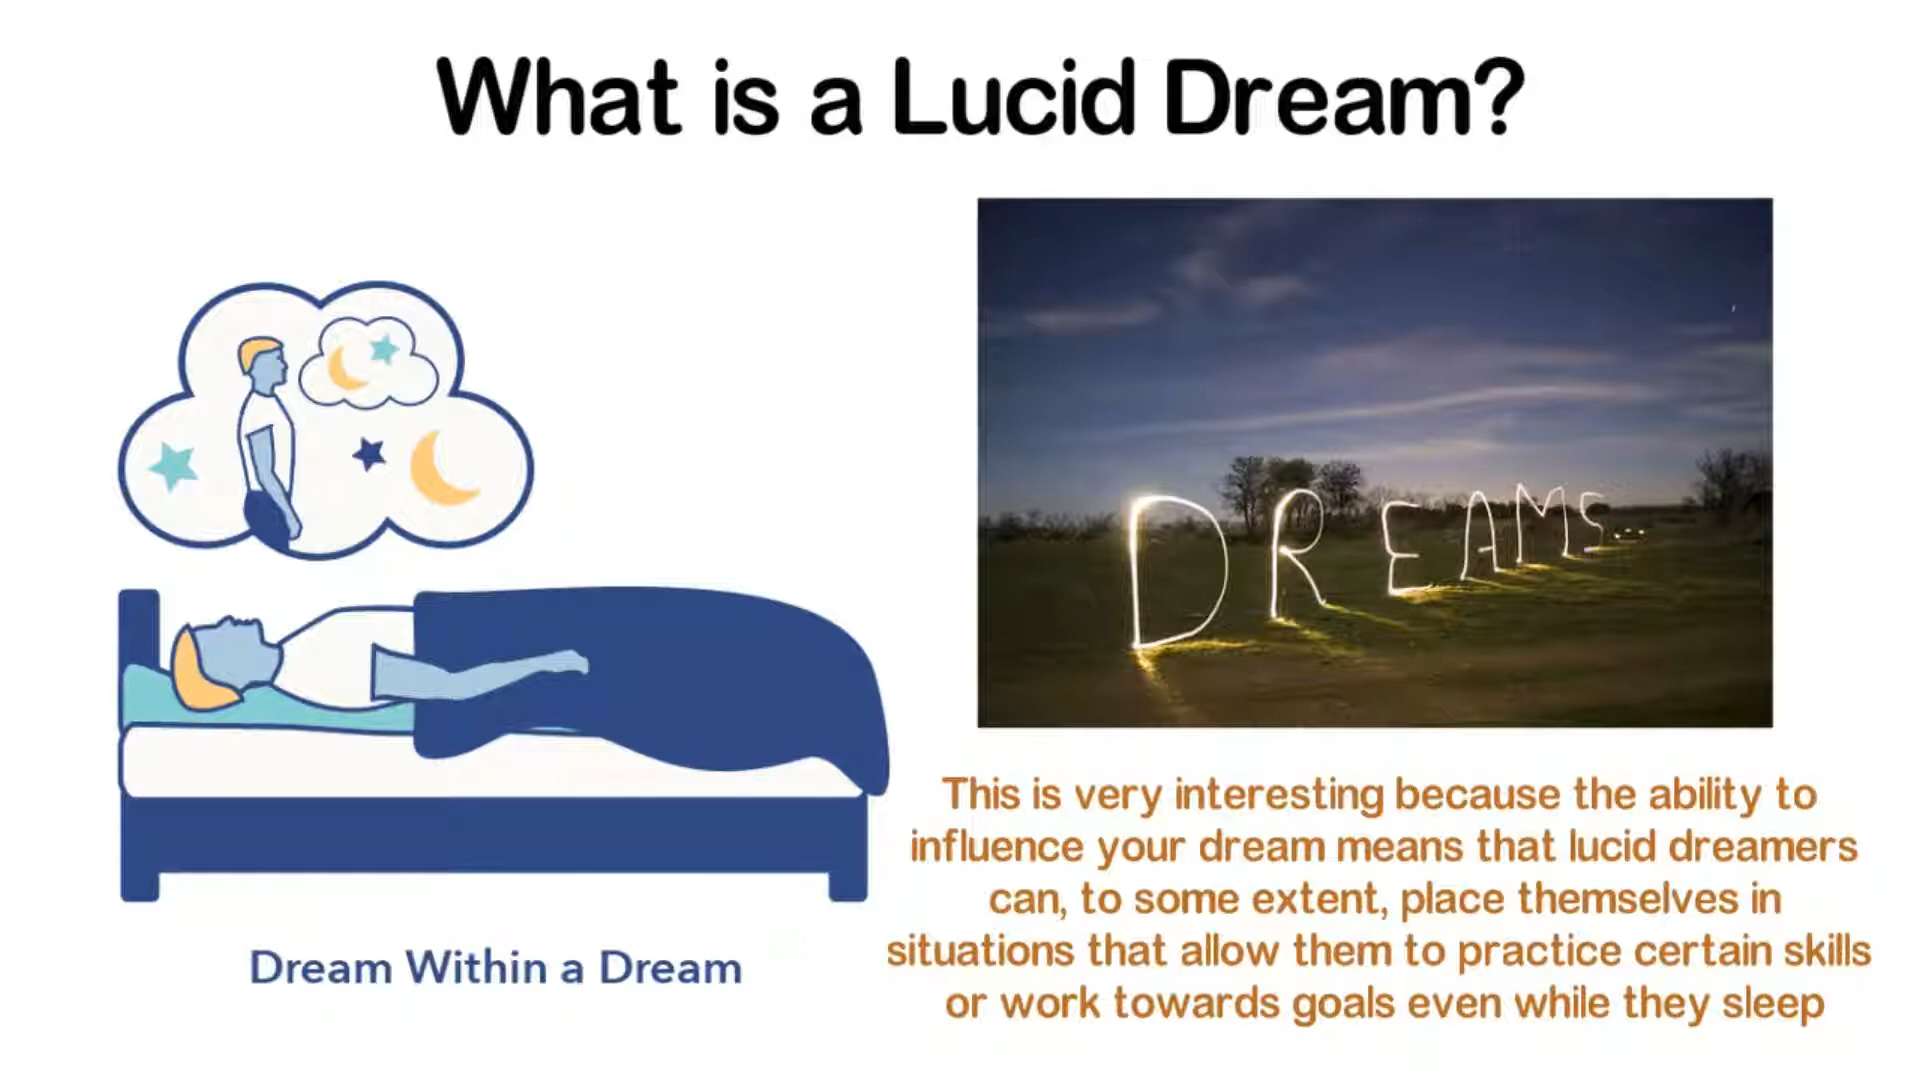 What is a Lucid Dream?
DREAMS...
Dream Within a Dream
This is very interesting because the ability to
influence your dream means that lucid dreamers
can, to some extent, place themselves in
situations that allow them to practice certain skills
or work towards goals even while they sleep